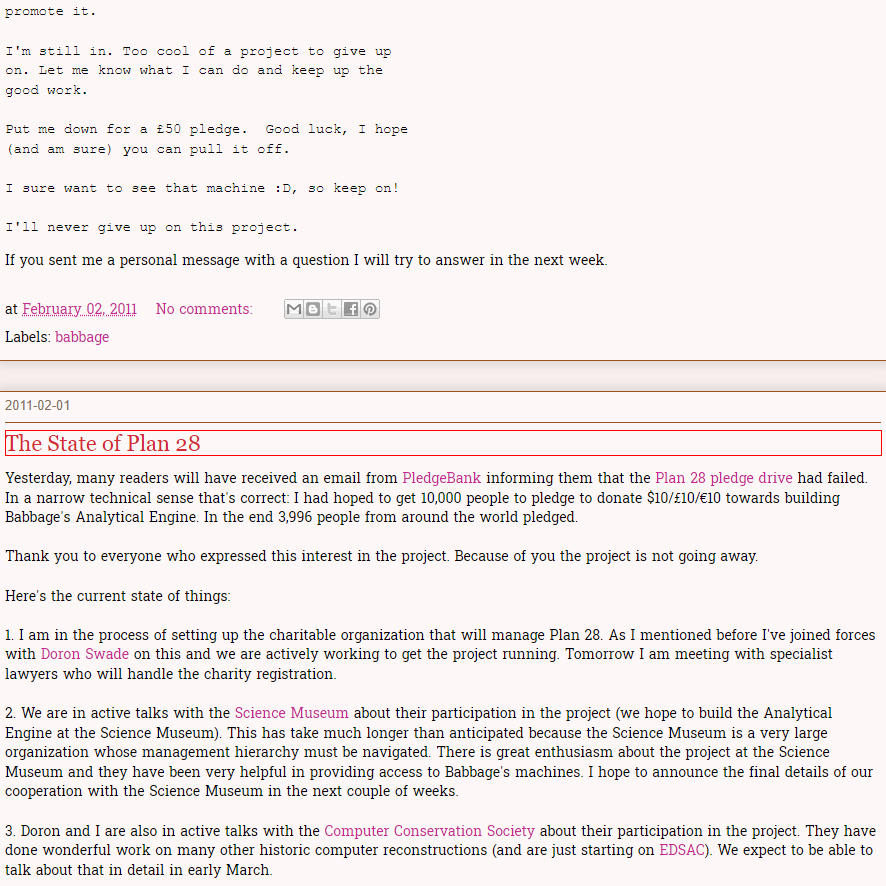 promote it.
I'm still in. Too cool of a project to give up
on. Let me know what I can do and keep up the
good work.
Put me down for a £50 pledge.  Good luck, I hope
(and am sure) you can pull it off.
I sure want to see that machine :D, so keep on!
I'll never give up on this project.
If you sent me a personal message with a question I will try to answer in the next week.
at February 02, 2011 No comments:
Labels: babbage
2011-02-01
The State of Plan 28
Yesterday, many readers will have received an email from PledgeBank informing them that the Plan 28 pledge drive had failed.
In a narrow technical sense that's correct: I had hoped to get 10,000 people to pledge to donate $10/£10/€10 towards building
Babbage's Analytical Engine. In the end 3,996 people from around the world pledged.
Thank you to everyone who expressed this interest in the project. Because of you the project is not going away.
Here's the current state of things:
1. I am in the process of setting up the charitable organization that will manage Plan 28. As I mentioned before I've joined forces
with Doron Swade on this and we are actively working to get the project running. Tomorrow I am meeting with specialist
lawyers who will handle the charity registration.
2. We are in active talks with the Science Museum about their participation in the project (we hope to build the Analytical
Engine at the Science Museum). This has take much longer than anticipated because the Science Museum is a very large
organization whose management hierarchy must be navigated. There is great enthusiasm about the project at the Science
Museum and they have been very helpful in providing access to Babbage's machines. I hope to announce the final details of our
cooperation with the Science Museum in the next couple of weeks.
3. Doron and I are also in active talks with the Computer Conservation Society about their participation in the project. They have
done wonderful work on many other historic computer reconstructions (and are just starting on EDSAC). We expect to be able to
talk about that in detail in early March.